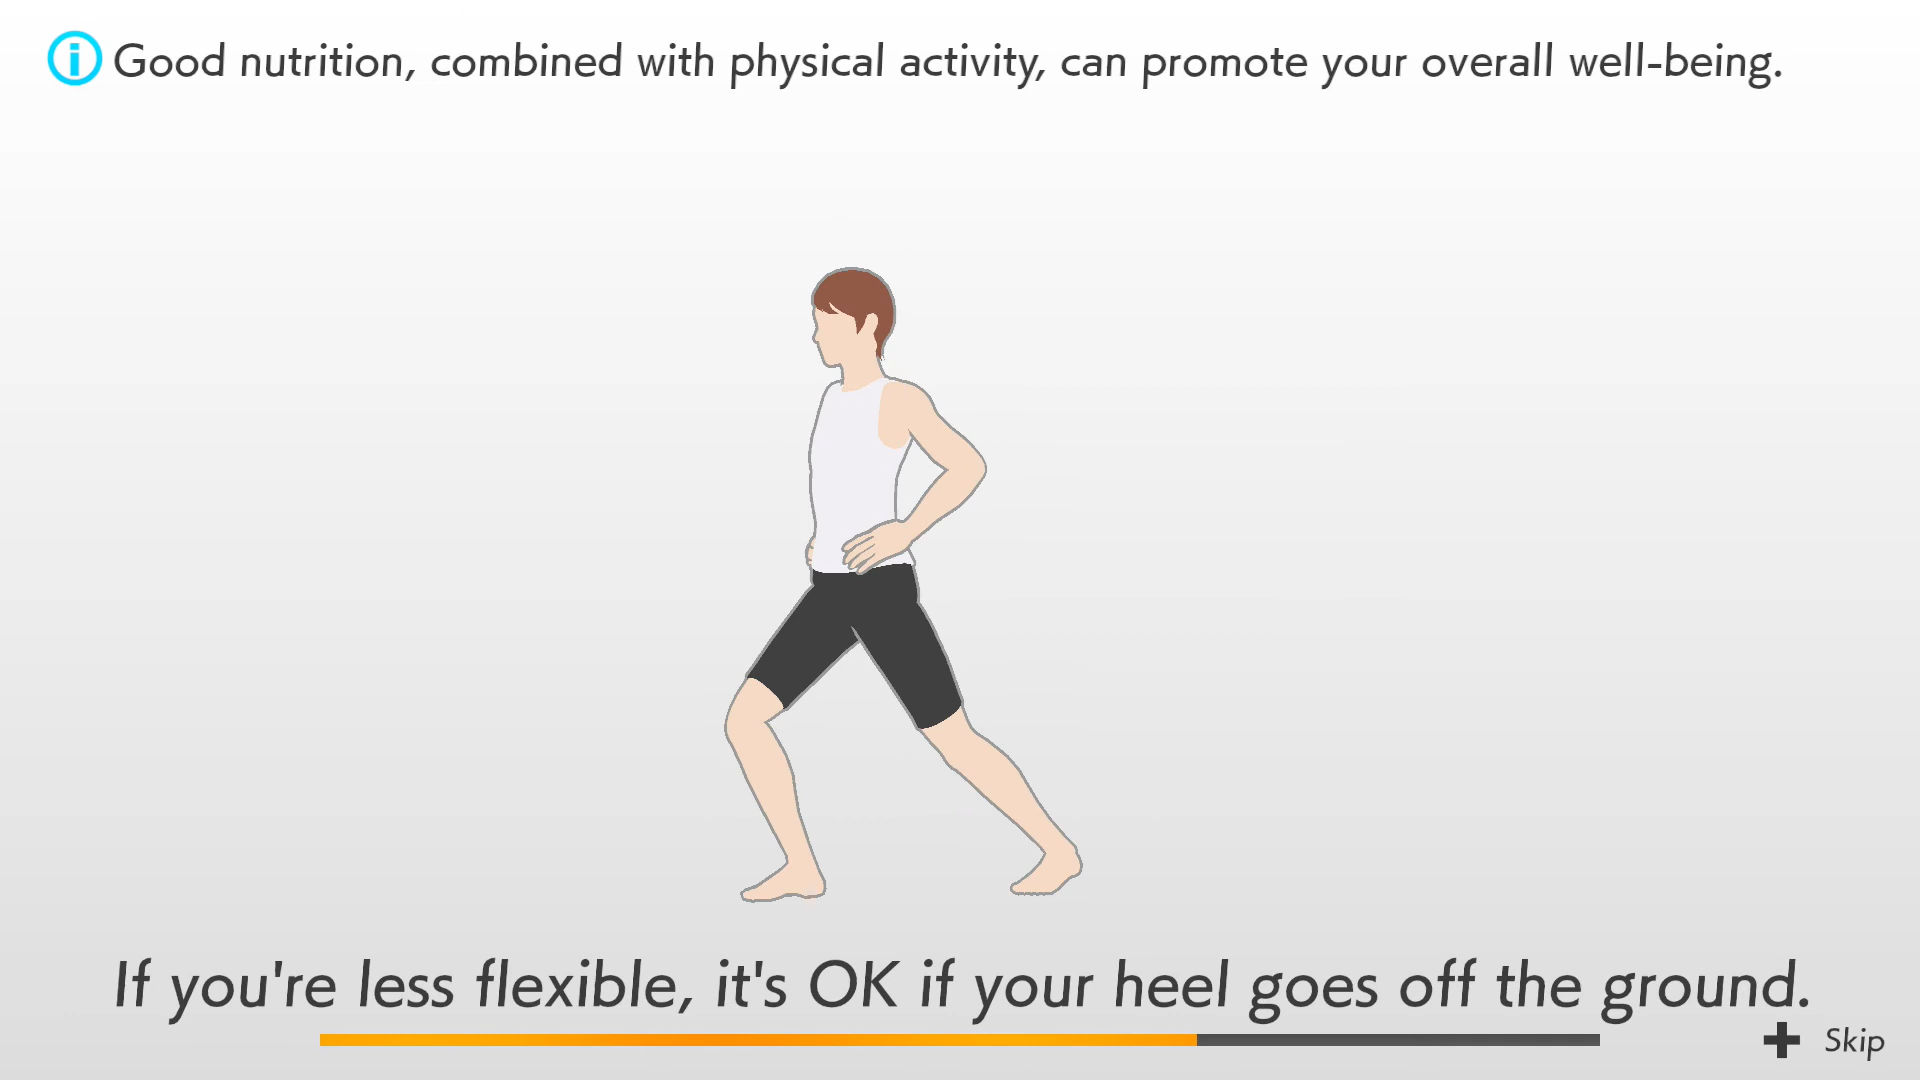 Good nutrition, combined with physical activity, can promote your overall well-being.
If you're less flexible, it's OK if your heel goes off the ground.
Skip